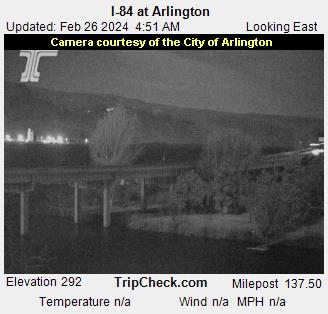 I-84 at Arlington
Updated: Feb 26 2024 4:51 AM Looking East
Camera courtesy of the City of Arlington
Elevation 292 TripCheck.com Milepost 137.50
Temperature n/a Wind n/a MPH n/a